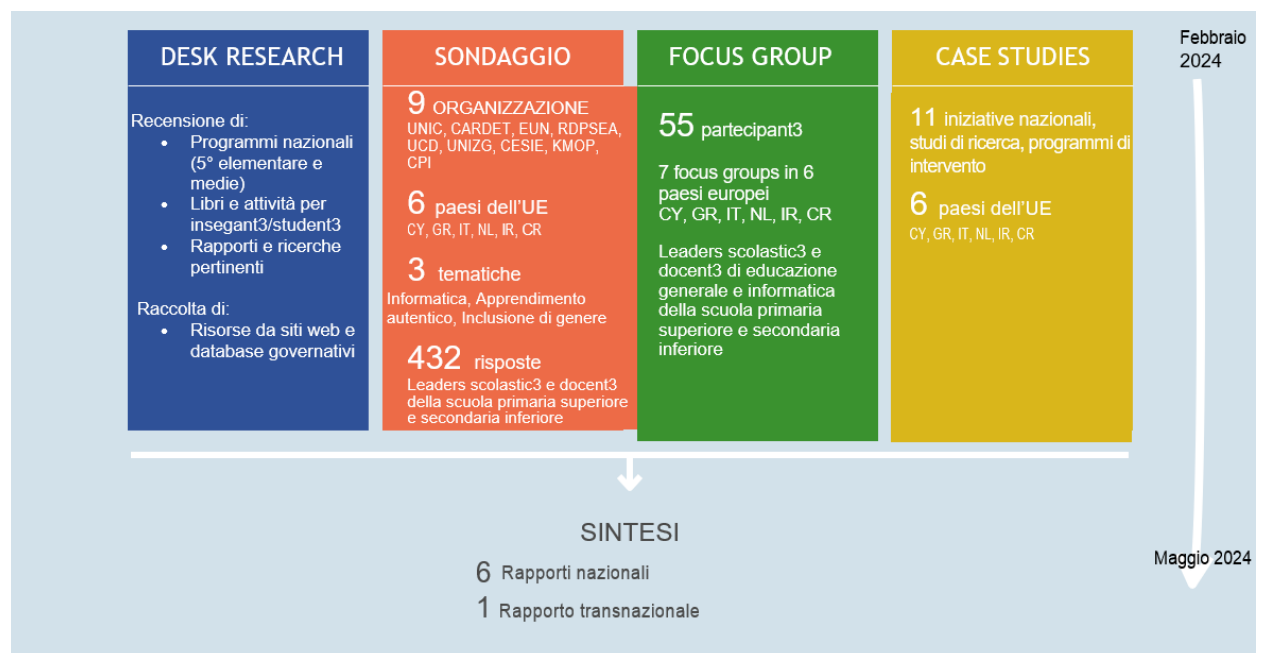 DESK RESEARCH
Recensione di:
• Programmi nazionali
(5° elementare e
medie)
• Libri e attività per
insegant3/student3
• Rapporti e ricerche
pertinenti
Raccolta di:
• Risorse da siti web e
database governativi
SONDAGGIO
9 ORGANIZZAZIONE
UNIC, CARDET, EUN, RDPSEA,
UCD, UNIZG, CESIE, KMOP,
CPI
6 paesi dell'UE
CY, GR, IT, NL, IR, CR
3 tematiche
Informatica, Apprendimento
autentico, Inclusione di genere
432 risposte
Leaders scolastic3 e docent3
della scuola primaria superiore
e secondaria inferiore
FOCUS GROUP
55 partecipant3
7 focus groups in 6
paesi europei
CY, GR, IT, NL, IR, CR
Leaders scolastic3 e
docent3 di educazione
generale e informatica
della scuola primaria
superiore e secondaria
inferiore
CASE STUDIES
11 iniziative nazionali,
studi di ricerca, programmi di
intervento
6 paesi dell'UE
CY, GR, IT, NL, IR, CR
Febbraio
2024
Maggio 2024
SINTESI
6 Rapporti nazionali
1 Rapporto transnazionale